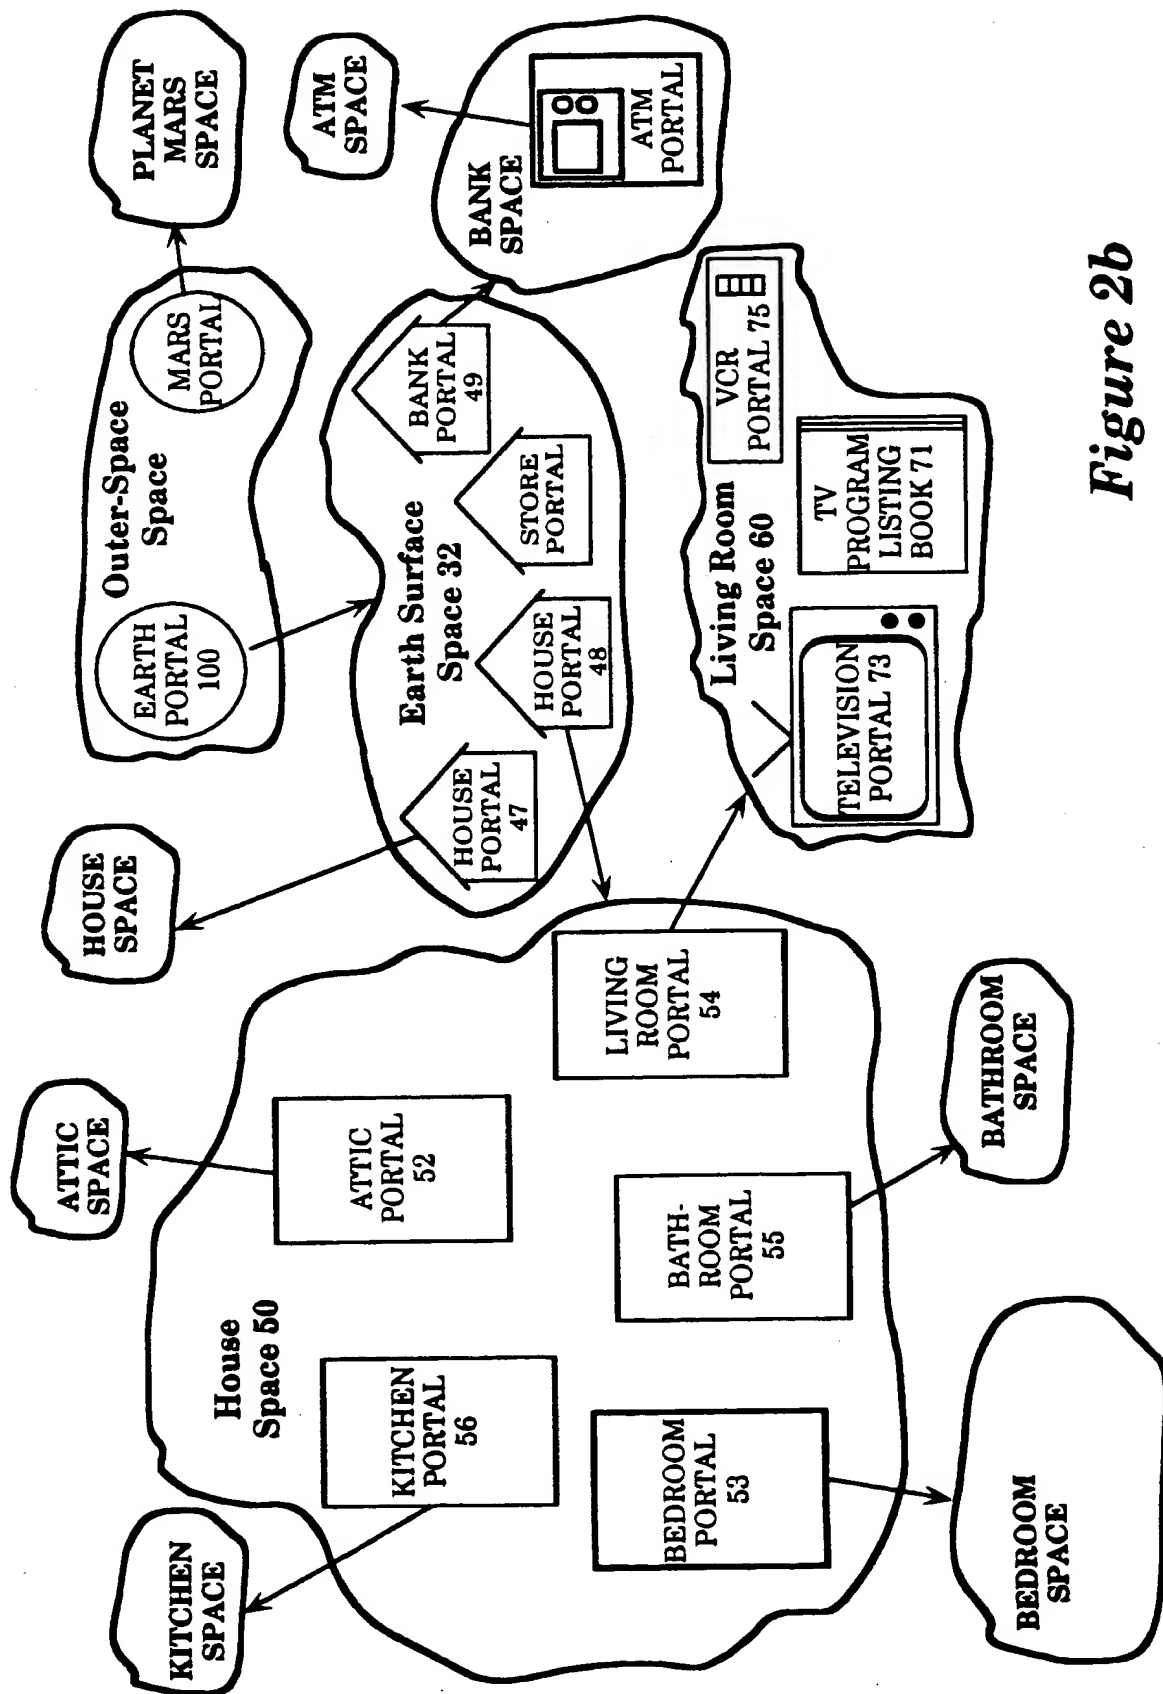 KITCHEN
SPACE
ATTIC
SPACE
HOUSE
SPACE
PLANET
MARS
SPACE
Outer-Space
Space
EARTH
PORTAL
100
MARS
PORTAL
ATM
SPACE
House
Space 50
KITCHEN
PORTAL
56
ATTIC
PORTAL
52
BEDROOM
PORTAL
53
BATH-
ROOM
PORTAL
55
LIVING
ROOM
PORTAL
54
Earth Surface
Space 32
HOUSE
PORTAL
47
HOUSE
PORTAL
48
STORE
PORTAL
BANK
PORTAL
49
BANK
SPACE
ATM
PORTAL
Living Room
Space 60
TELEVISION
PORTAL 73
TV
PROGRAM
LISTING
BOOK 71
VCR
PORTAL 75
BEDROOM
SPACE
BATHROOM
SPACE
Figure 2b